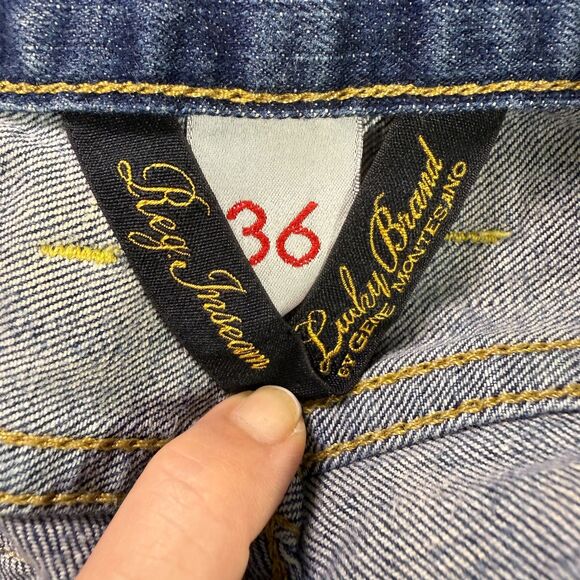 Reg. Inseam
36
Lucky Brand
BY GENE MONTESANO